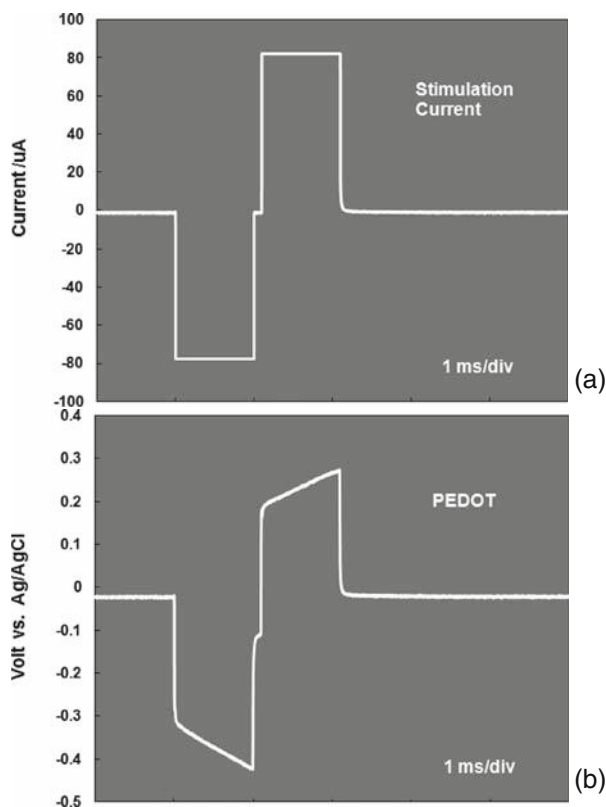 100
80
60
40
20
0
-20
-40
-60
-80
-100
Current /uA
Stimulation
Current
1 ms/div
(a)
0.4
0.3
0.2
0.1
0
-0.1
-0.2
-0.3
-0.4
-0.5
Volt vs. Ag/AgCl
PEDOT
1 ms/div
(b)